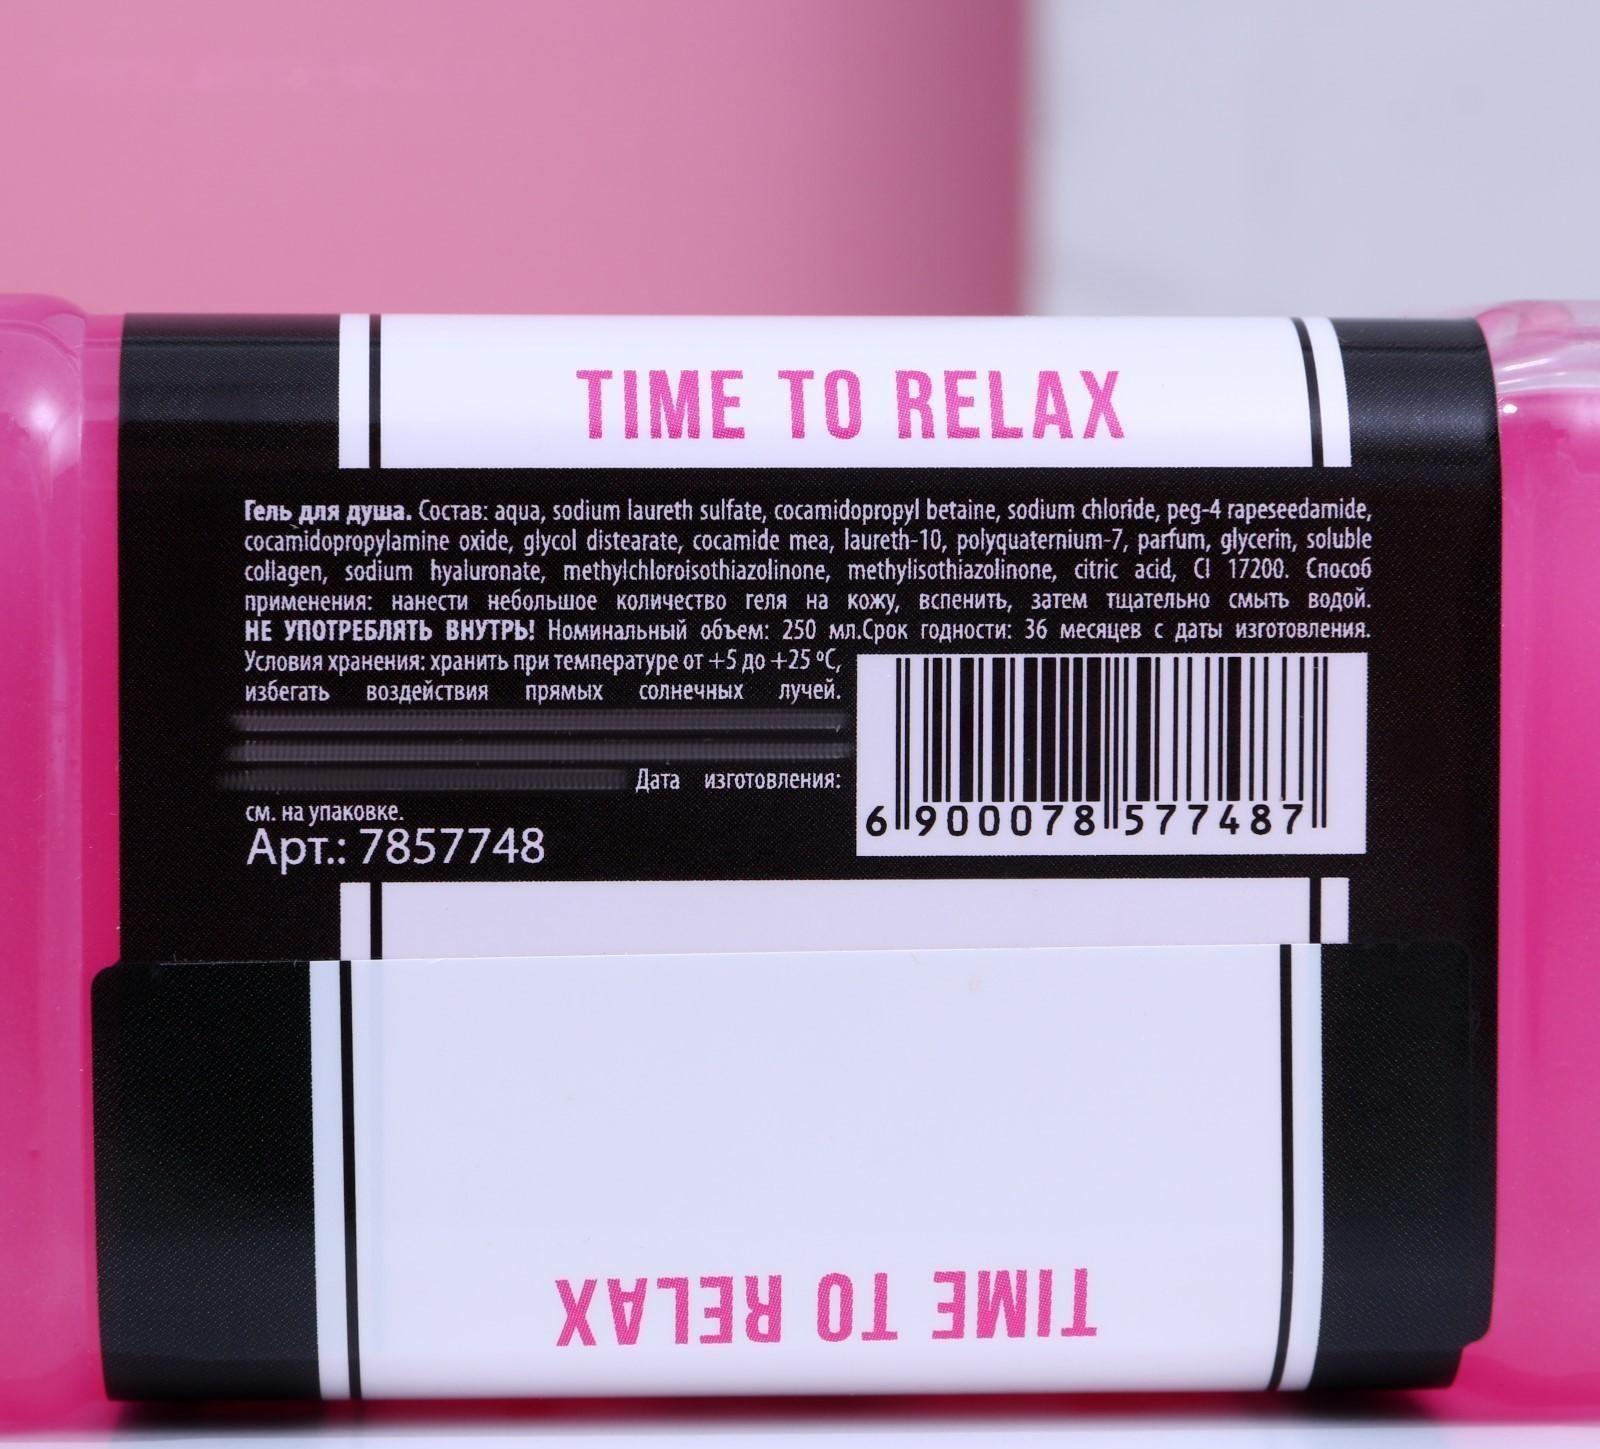 TIME TO RELAX
Гель для душа. Состав: aqua, sodium laureth sulfate, cocamidopropyl betaine, sodium chloride, peg-4 rapeseedamide,
cocamidopropylamine oxide, glycol distearate, cocamide mea, laureth-10, polyquaternium-7, parfum, glycerin, soluble
collagen, sodium hyaluronate, methylchloroisothiazolinone, methylisothiazolinone, citric acid, CI 17200. Способ
применения: нанести небольшое количество геля на кожу, вспенить, затем тщательно смыть водой.
НЕ УПОТРЕБЛЯТЬ ВНУТРЬ! Номинальный объем: 250 мл.Срок годности: 36 месяцев с даты изготовления.
Условия хранения: хранить при температуре от +5 до +25 ºC,
избегать воздействия прямых солнечных лучей.
Дата изготовления:
см. на упаковке.
Арт.: 7857748
6 900078 577487
TIME TO RELAX